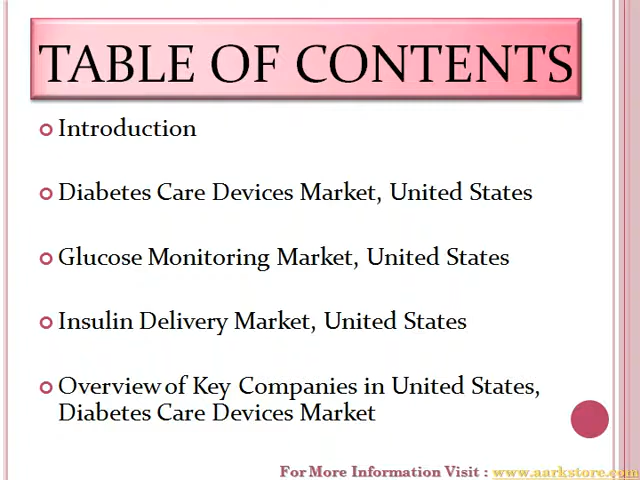 TABLE OF CONTENTS
Introduction
Diabetes Care Devices Market, United States
Glucose Monitoring Market, United States
Insulin Delivery Market, United States
Overview of Key Companies in United States,
Diabetes Care Devices Market
For More Information Visit : www.aarkstore.com